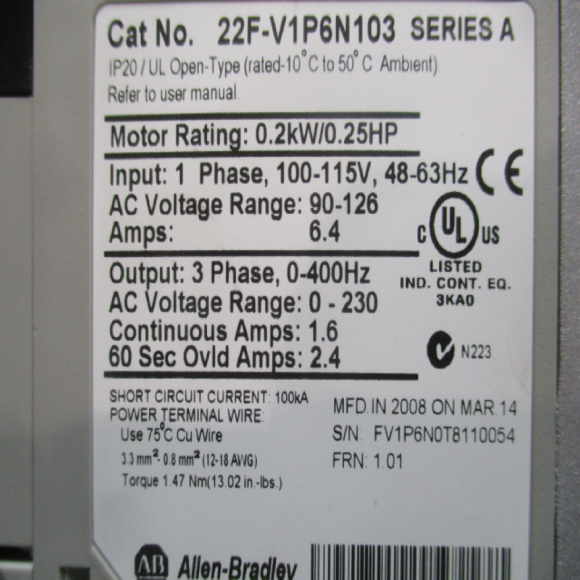 Cat No. 22F-V1P6N103 SERIES A
IP20 / UL Open-Type (rated-10°C to 50°C Ambient).
Refer to user manual.
Motor Rating: 0.2kW/0.25HP
Input: 1 Phase, 100-115V, 48-63Hz
CE
AC Voltage Range: 90-126
Amps: 6.4
C UL US
LISTED
IND. CONT. EQ.
3KA0
Output: 3 Phase, 0-400Hz
AC Voltage Range: 0 - 230
Continuous Amps: 1.6
60 Sec Ovld Amps: 2.4
N223
SHORT CIRCUIT CURRENT: 100kA
POWER TERMINAL WIRE:
Use 75°C Cu Wire
3.3 mm²- 0.8 mm² (12-18 AWG)
Torque 1.47 Nm(13.02 in.-lbs.)
MFD.IN 2008 ON MAR.14
S/N: FV1P6N0T8110054
FRN: 1.01
AB Allen-Bradley